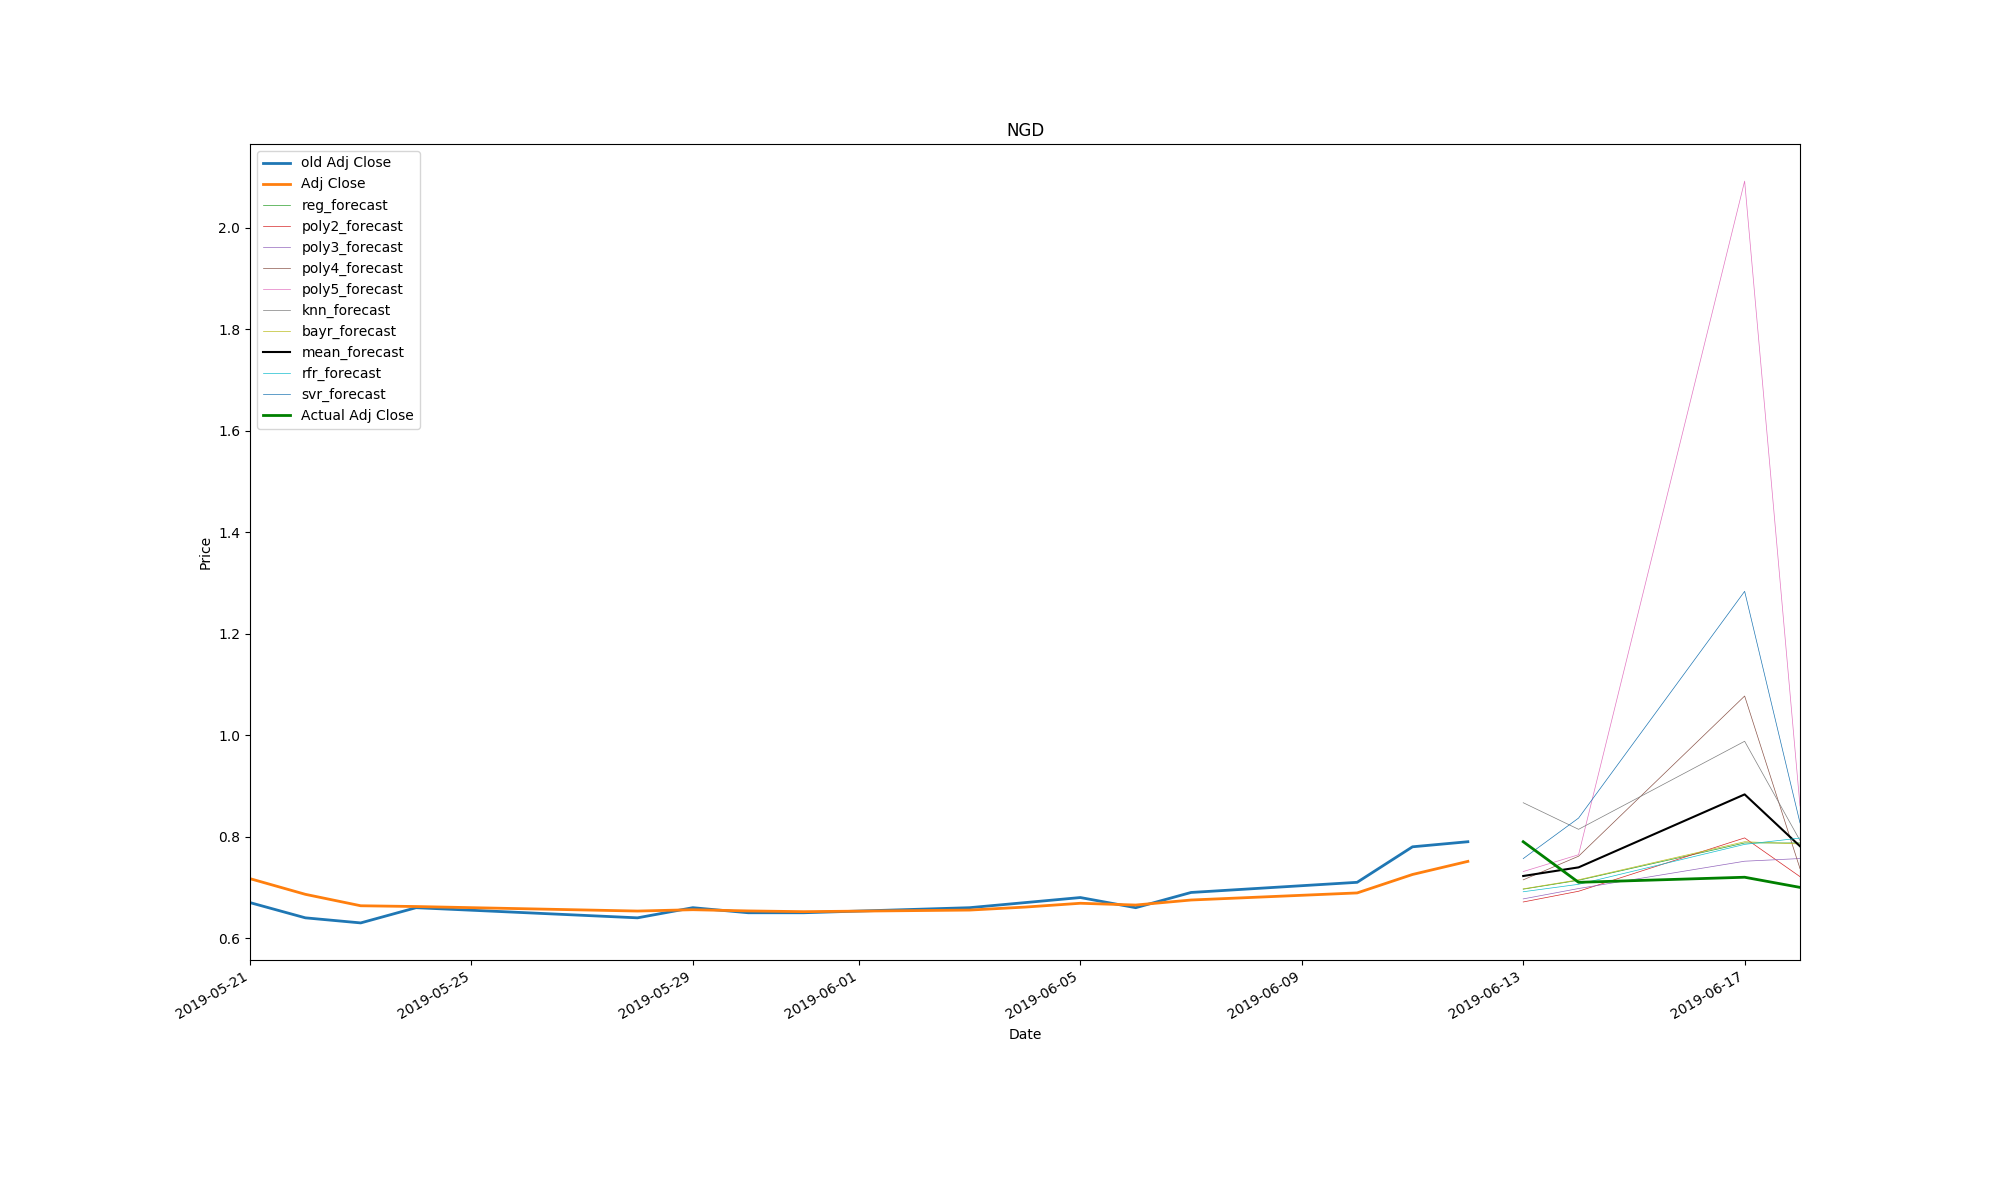 NGD
old Adj Close
Adj Close
reg_forecast
poly2_forecast
poly3_forecast
poly4_forecast
poly5_forecast
knn_forecast
bayr_forecast
mean_forecast
rfr_forecast
svr_forecast
Actual Adj Close
2.0
1.8
1.6
1.4
1.2
1.0
0.8
0.6
Price
2019-05-21
2019-05-25
2019-05-29
2019-06-01
2019-06-05
2019-06-09
2019-06-13
2019-06-17
Date